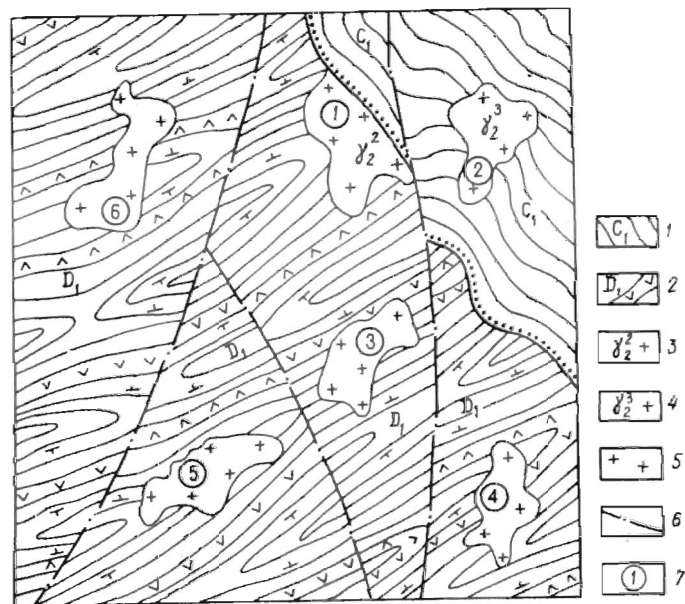 C₁
①
γ₂³
γ₂²
②
⑥
C₁
D₁
③
D₁
D₁
D₁
⑤
④
C₁ 1
D₁ 2
γ₂² + 3
γ₂³ + 4
+ + 5
6
① 7